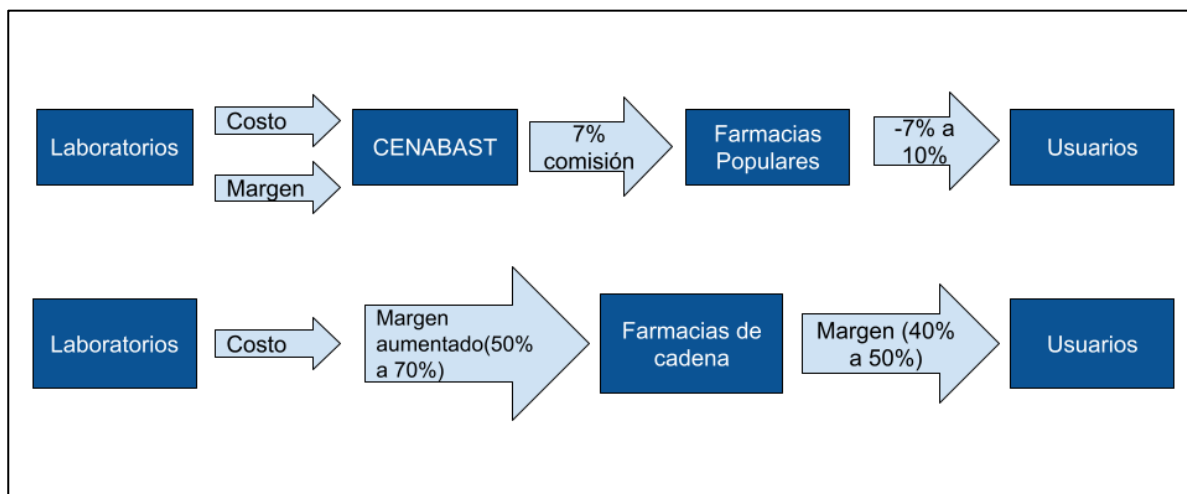 Laboratorios
Costo
Margen
CENABAST
7%
comisión
Farmacias
Populares
-7% a
10%
Usuarios
Laboratorios
Costo
Margen
aumentado(50%
a 70%)
Farmacias de
cadena
Margen (40%
a 50%)
Usuarios